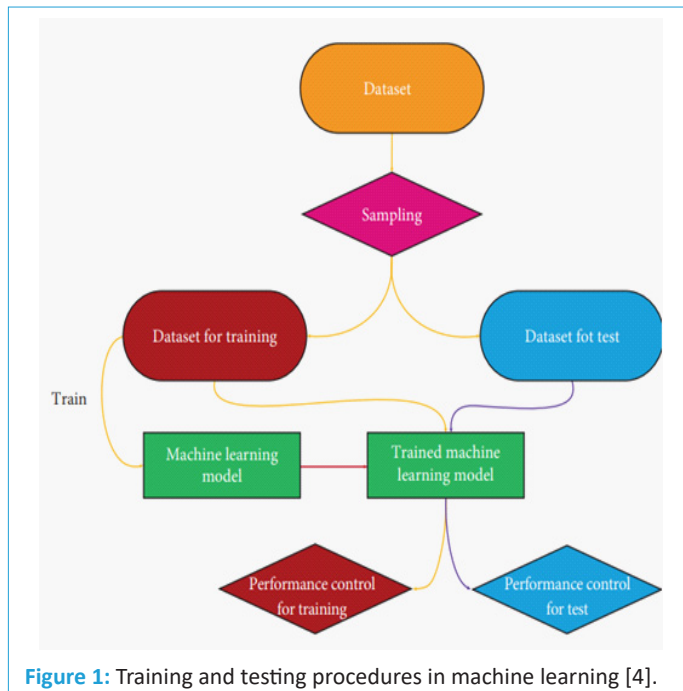 Dataset
Sampling
Dataset for training
Dataset fot test
Train
Machine learning
model
Trained machine
learning model
Performance control
for training
Performance control
for test
Figure 1: Training and testing procedures in machine learning [4].